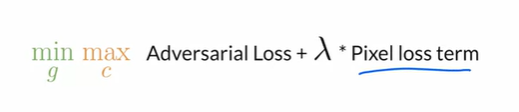 min max Adversarial Loss + λ * Pixel loss term
g c